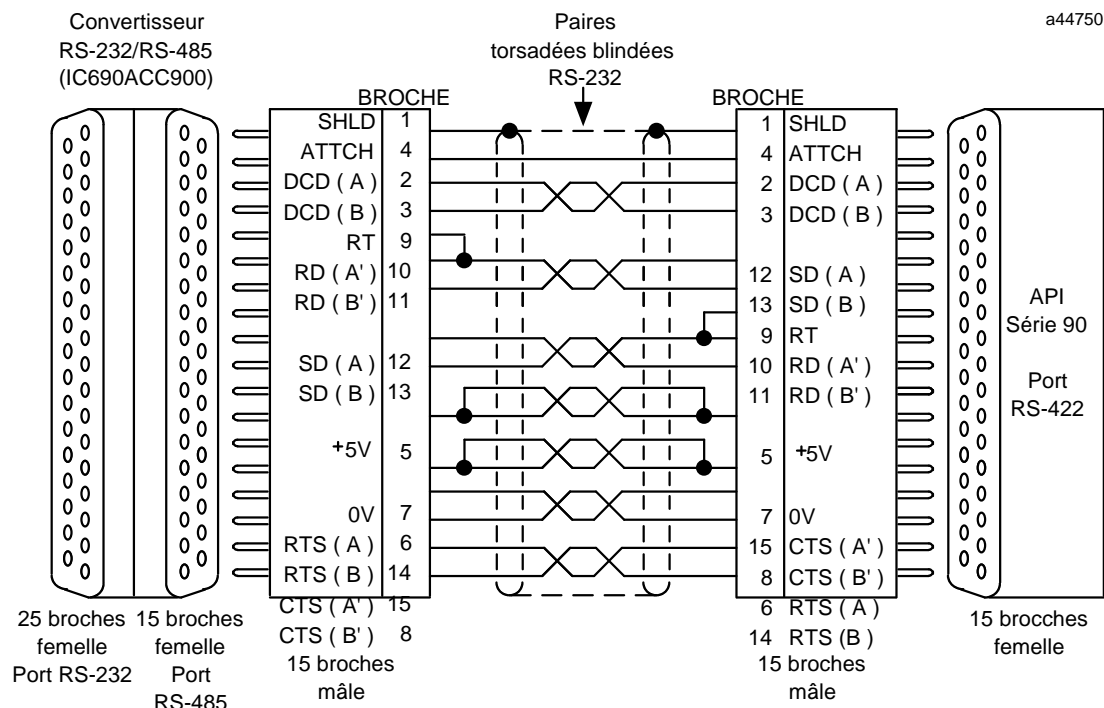 Convertisseur
RS-232/RS-485
(IC690ACC900)
Paires
torsadées blindées
RS-232
a44750
BROCHE
BROCHE
SHLD 1
ATTCH 4
DCD ( A ) 2
DCD ( B ) 3
RT 9
RD ( A' ) 10
RD ( B' ) 11
SD ( A ) 12
SD ( B ) 13
+5V 5
0V 7
RTS ( A ) 6
RTS ( B ) 14
CTS ( A' ) 15
CTS ( B' ) 8
1 SHLD
4 ATTCH
2 DCD ( A )
3 DCD ( B )
12 SD ( A )
13 SD ( B )
9 RT
10 RD ( A' )
11 RD ( B' )
5 +5V
7 0V
15 CTS ( A' )
8 CTS ( B' )
6 RTS ( A )
14 RTS (B )
API
Série 90
Port
RS-422
25 broches
femelle
Port RS-232
15 broches
femelle
Port
RS-485
15 broches
mâle
15 broches
mâle
15 brocches
femelle